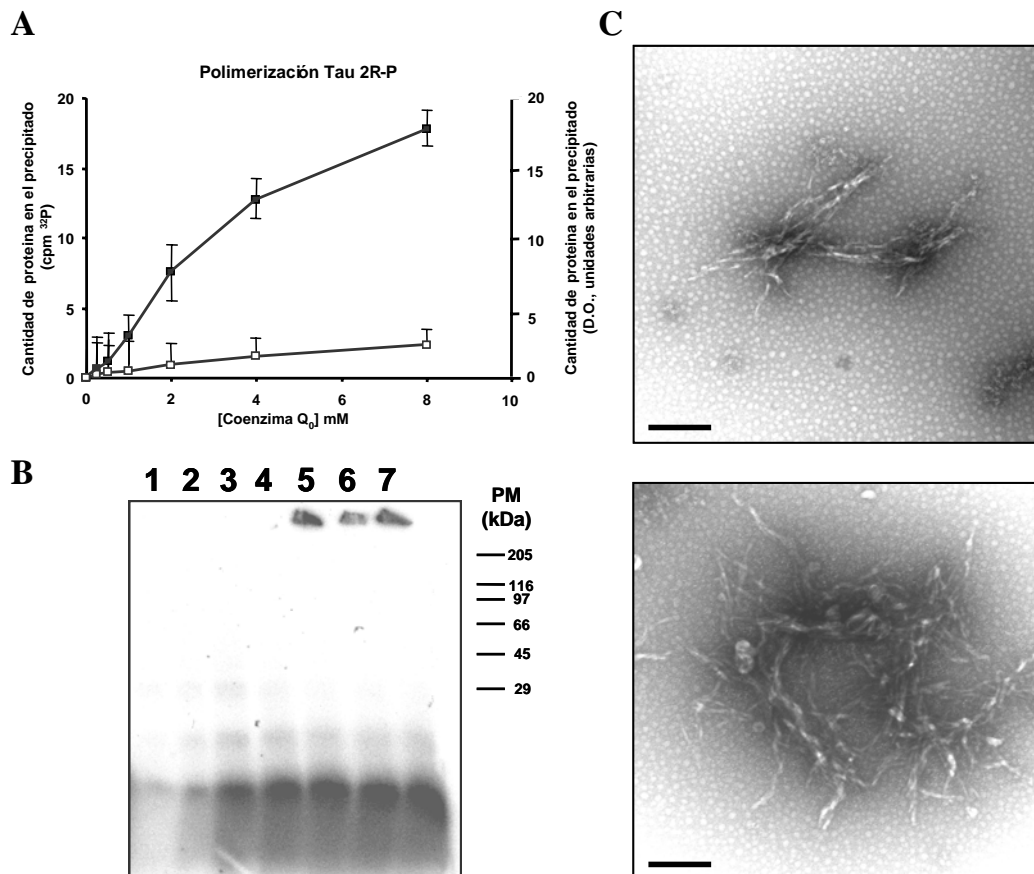 A
Polimerización Tau 2R-P
Cantidad de proteina en el precipitado
(cpm ³²P)
20
15
10
5
0
20
15
10
5
0
Cantidad de proteina en el precipitado
(D.O., unidades arbitrarias)
0 2 4 6 8 10
[Coenzima Q₀] mM
B
1 2 3 4 5 6 7
PM
(kDa)
205
116
97
66
45
29
C